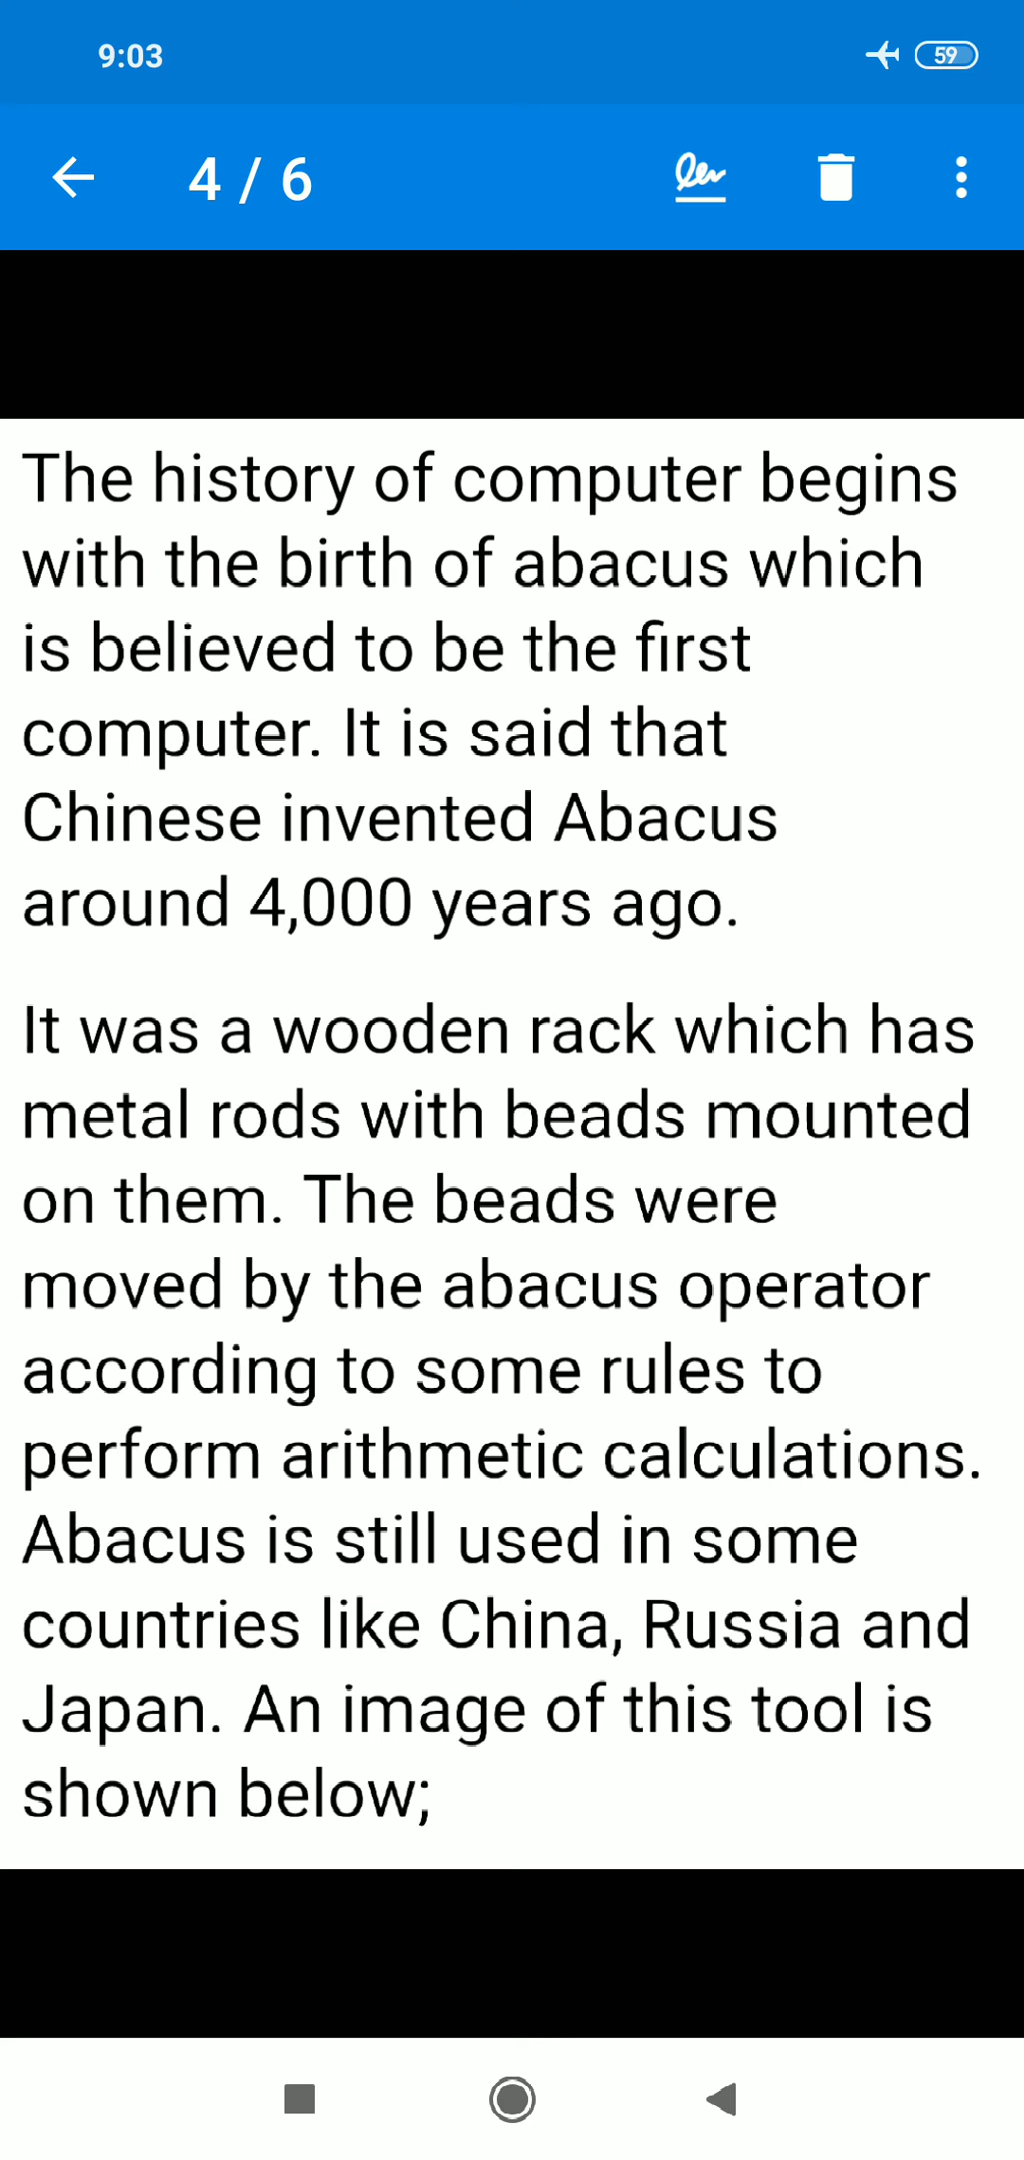 9:03
59
4 / 6
The history of computer begins
with the birth of abacus which
is believed to be the first
computer. It is said that
Chinese invented Abacus
around 4,000 years ago.
It was a wooden rack which has
metal rods with beads mounted
on them. The beads were
moved by the abacus operator
according to some rules to
perform arithmetic calculations.
Abacus is still used in some
countries like China, Russia and
Japan. An image of this tool is
shown below;